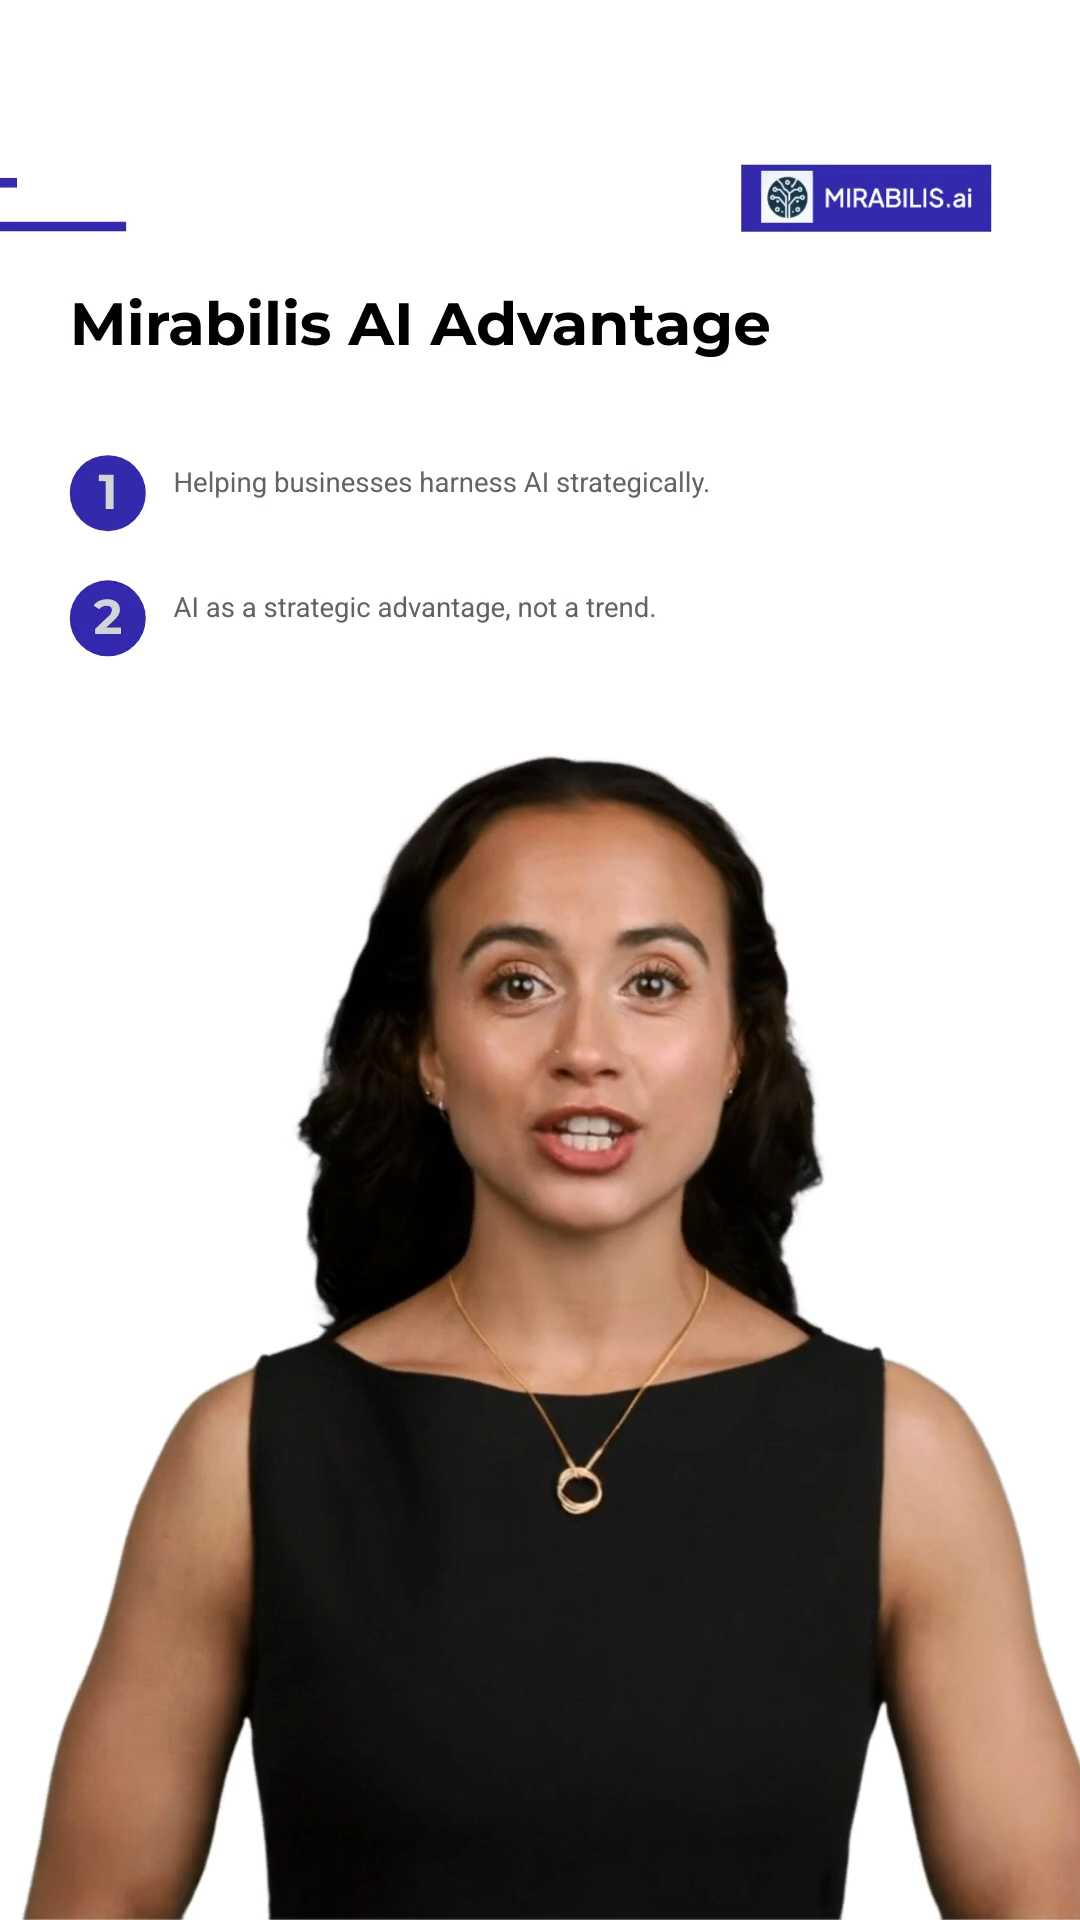 MIRABILIS.ai
Mirabilis AI Advantage
1 Helping businesses harness AI strategically.
2 AI as a strategic advantage, not a trend.